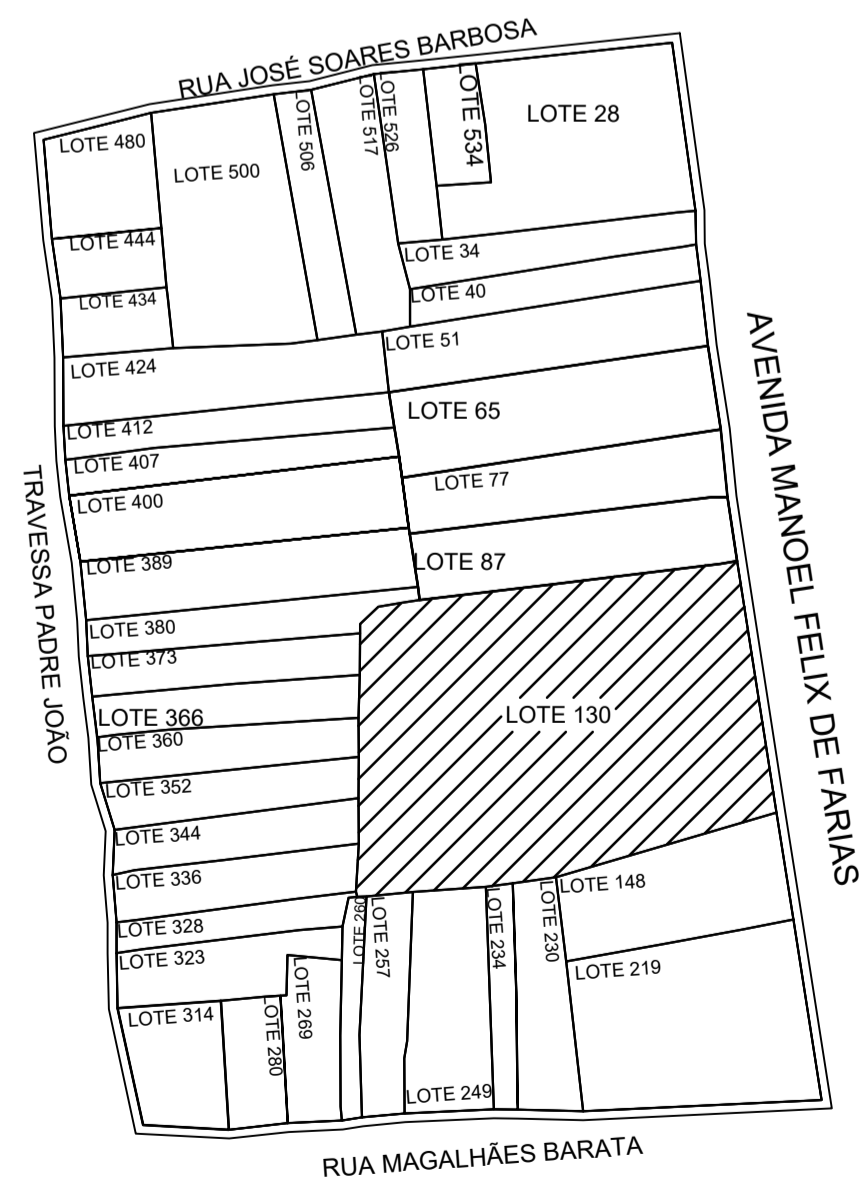 RUA JOSÉ SOARES BARBOSA
LOTE 480
LOTE 500
LOTE 506
LOTE 517
LOTE 526
LOTE 534
LOTE 28
LOTE 444
LOTE 434
LOTE 34
LOTE 40
LOTE 424
LOTE 51
LOTE 412
LOTE 65
LOTE 407
LOTE 400
LOTE 77
LOTE 389
LOTE 87
LOTE 380
LOTE 373
LOTE 366
LOTE 130
LOTE 360
LOTE 352
LOTE 344
LOTE 336
LOTE 328
LOTE 323
LOTE 314
LOTE 280
LOTE 269
LOTE 260
LOTE 257
LOTE 249
LOTE 234
LOTE 230
LOTE 148
LOTE 219
TRAVESSA PADRE JOÃO
AVENIDA MANOEL FELIX DE FARIAS
RUA MAGALHÃES BARATA